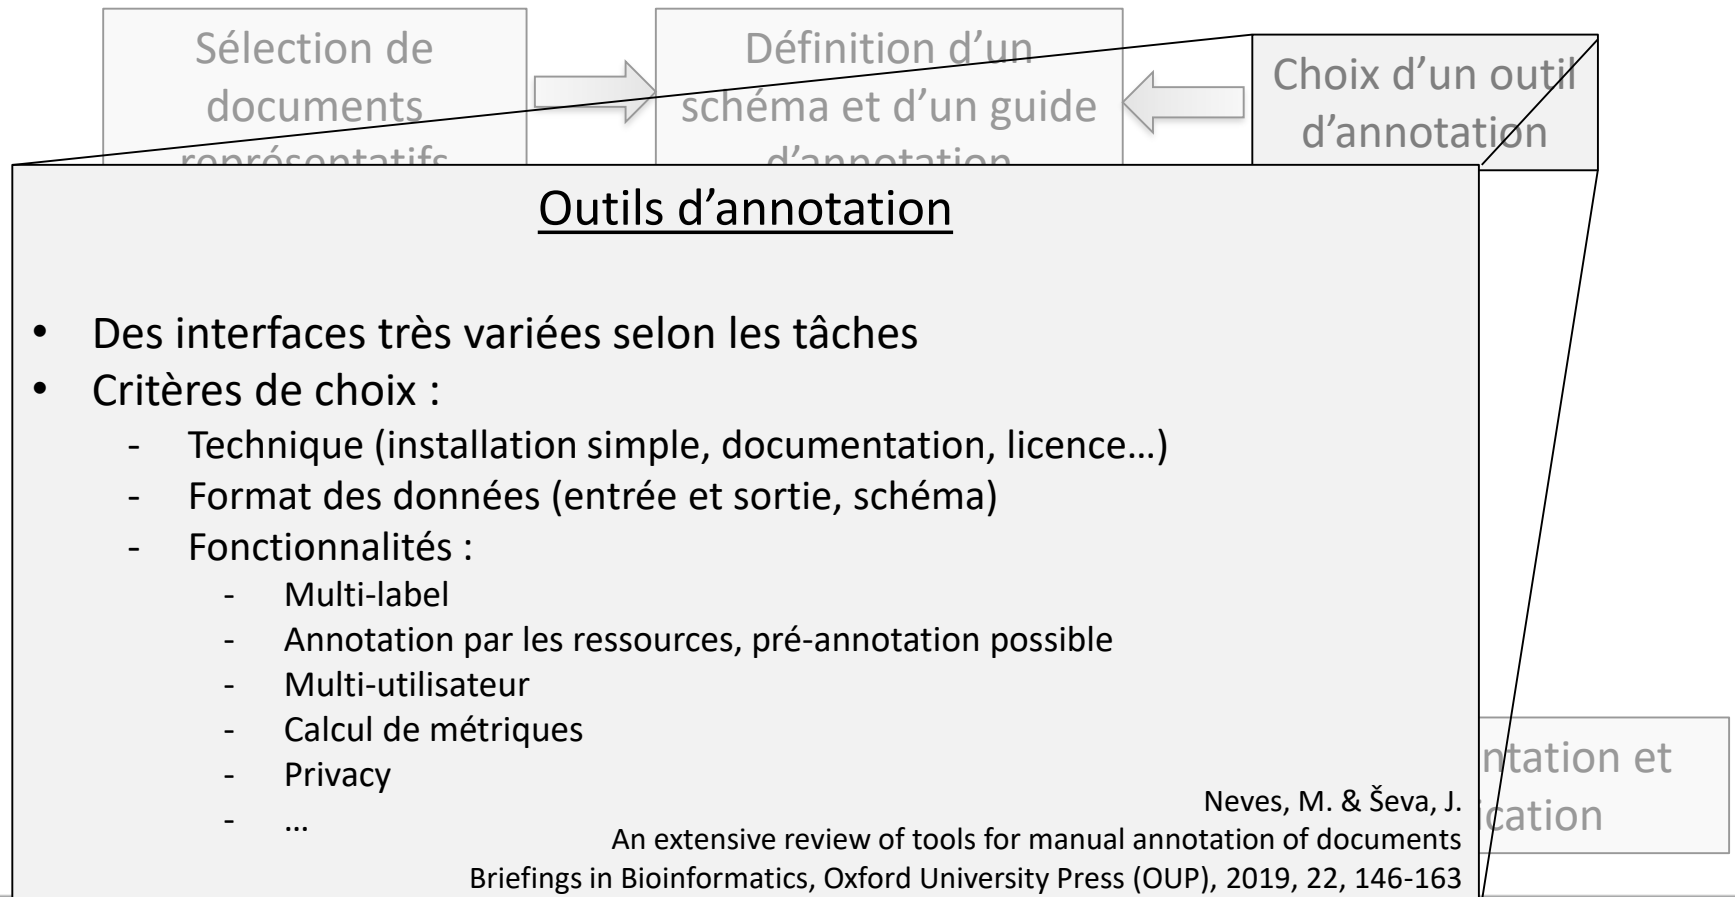 Sélection de
documents
représentatifs
Définition d’un
schéma et d’un guide
d’annotation
Choix d’un outil
d’annotation
Outils d’annotation
• Des interfaces très variées selon les tâches
• Critères de choix :
- Technique (installation simple, documentation, licence…)
- Format des données (entrée et sortie, schéma)
- Fonctionnalités :
- Multi-label
- Annotation par les ressources, pré-annotation possible
- Multi-utilisateur
- Calcul de métriques
- Privacy
- …
ntation et
ication
Neves, M. & Ševa, J.
An extensive review of tools for manual annotation of documents
Briefings in Bioinformatics, Oxford University Press (OUP), 2019, 22, 146-163